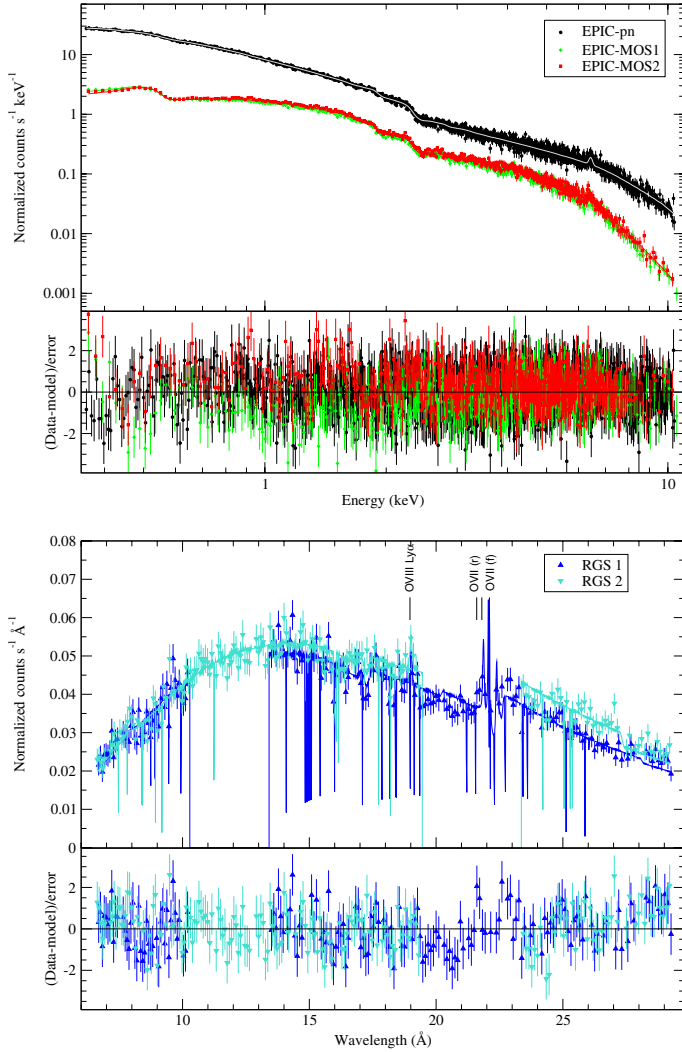 EPIC-pn
EPIC-MOS1
EPIC-MOS2
Normalized counts s⁻¹ keV⁻¹
10
1
0.1
0.01
0.001
(Data-model)/error
2
0
-2
1
10
Energy (keV)
OVIII Lyα
OVII (r)
OVII (f)
RGS 1
RGS 2
Normalized counts s⁻¹ Å⁻¹
0.08
0.07
0.06
0.05
0.04
0.03
0.02
0.01
0
(Data-model)/error
2
0
-2
10
15
20
25
Wavelength (Å)